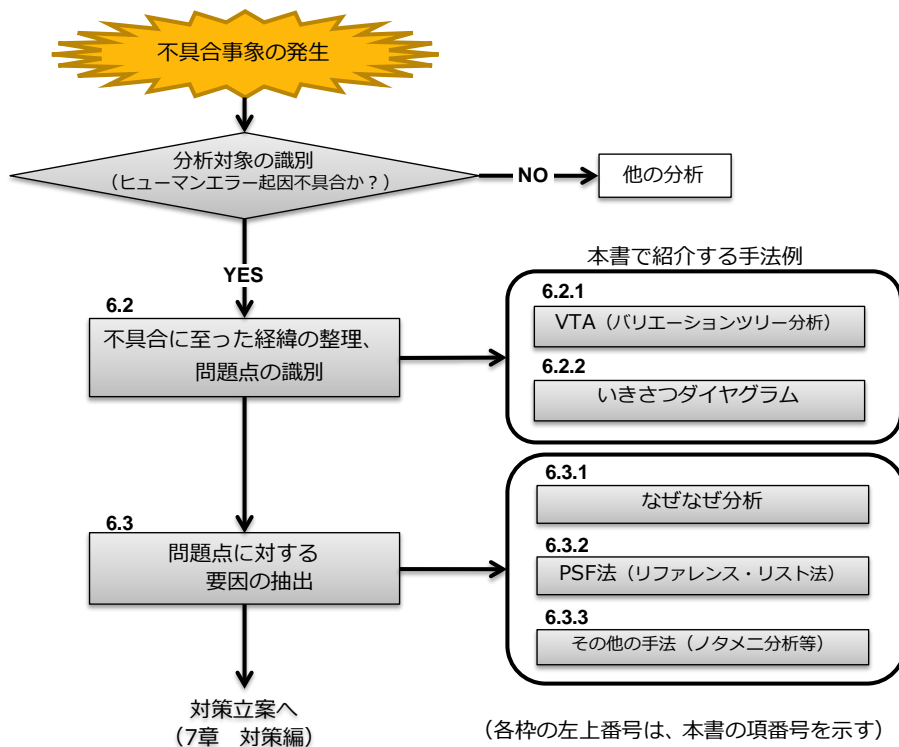 不具合事象の発生
分析対象の識別
（ヒューマンエラー起因不具合か？）
NO
他の分析
YES
本書で紹介する手法例
6.2
不具合に至った経緯の整理、
問題点の識別
6.2.1
VTA（バリエーションツリー分析）
6.2.2
いきさつダイヤグラム
6.3
問題点に対する
要因の抽出
6.3.1
なぜなぜ分析
6.3.2
PSF法（リファレンス・リスト法）
6.3.3
その他の手法（ノタメニ分析等）
対策立案へ
（7章　対策編）
（各枠の左上番号は、本書の項番号を示す）